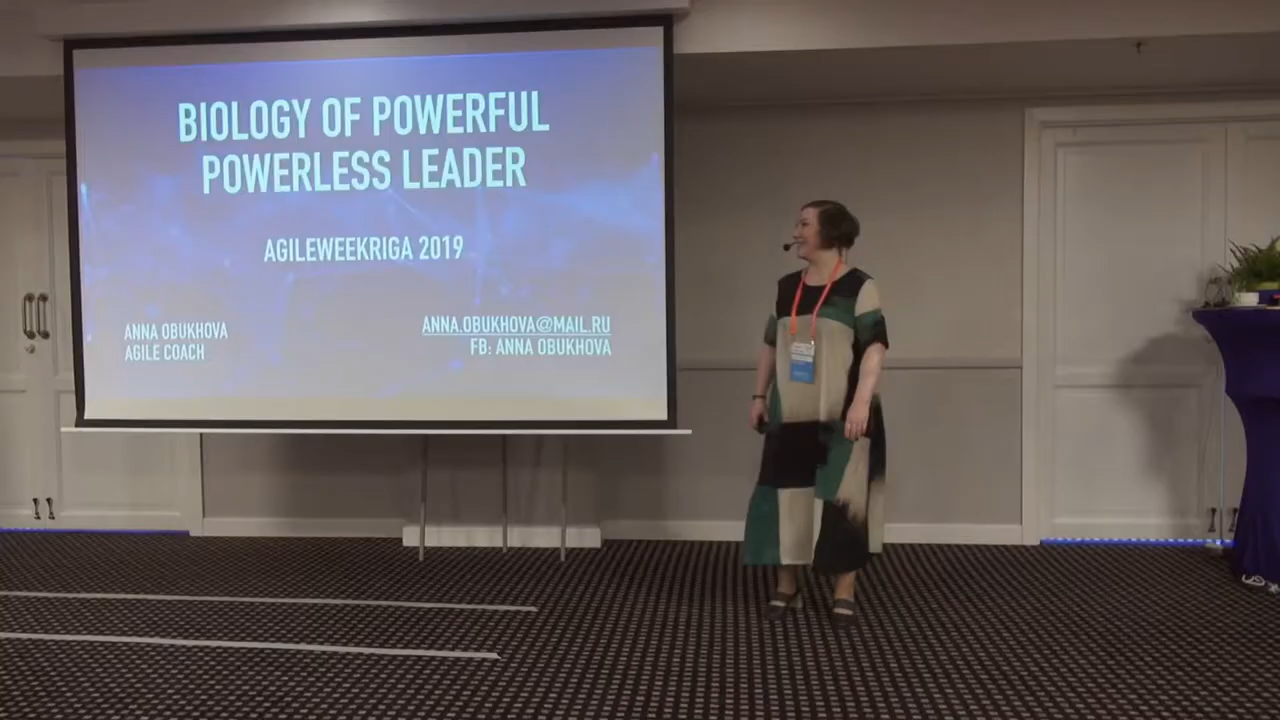 BIOLOGY OF POWERFUL
POWERLESS LEADER
AGILEWEEKRIGA 2019
ANNA OBUKHOVA
AGILE COACH
ANNA.OBUKHOVA@MAIL.RU
FB: ANNA OBUKHOVA